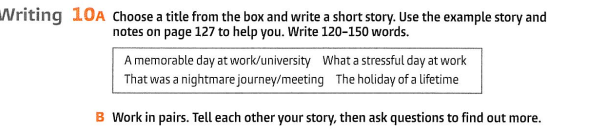 Writing 10A Choose a title from the box and write a short story. Use the example story and
notes on page 127 to help you. Write 120–150 words.
A memorable day at work/university What a stressful day at work
That was a nightmare journey/meeting The holiday of a lifetime
B Work in pairs. Tell each other your story, then ask questions to find out more.